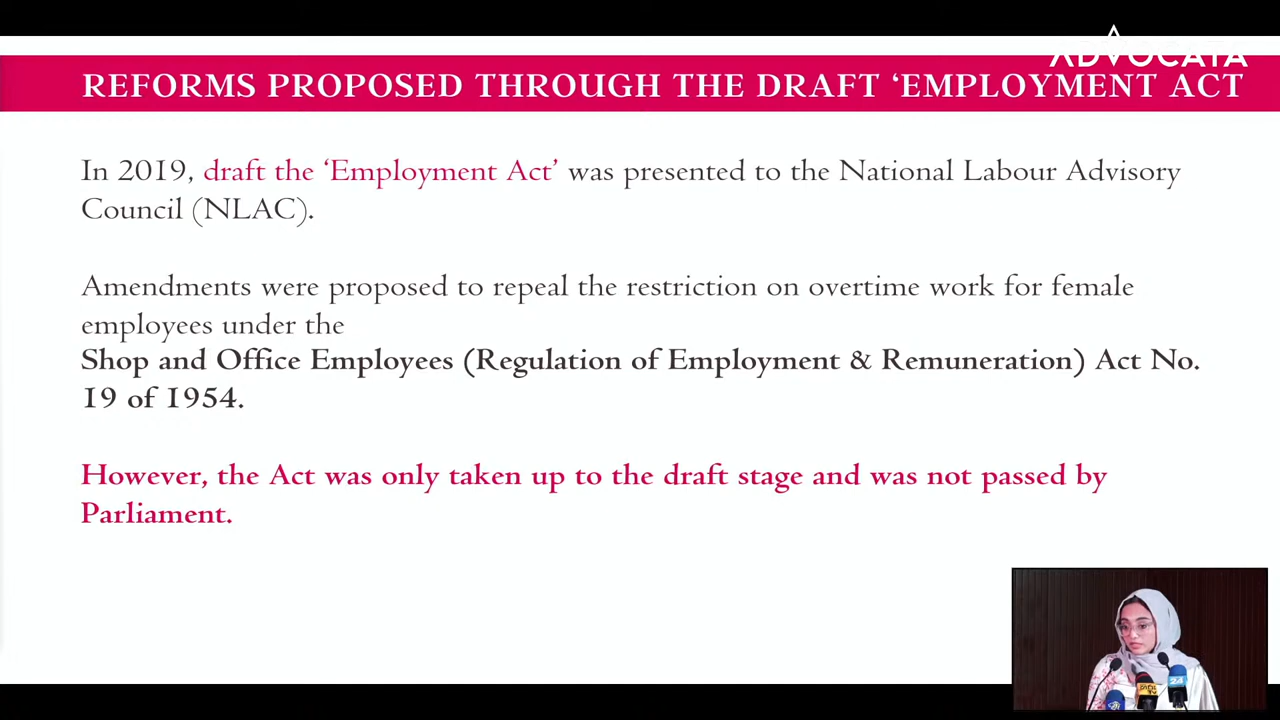 ADVOCATA
REFORMS PROPOSED THROUGH THE DRAFT ‘EMPLOYMENT ACT
In 2019, draft the ‘Employment Act’ was presented to the National Labour Advisory
Council (NLAC).
Amendments were proposed to repeal the restriction on overtime work for female
employees under the
Shop and Office Employees (Regulation of Employment & Remuneration) Act No.
19 of 1954.
However, the Act was only taken up to the draft stage and was not passed by
Parliament.
24